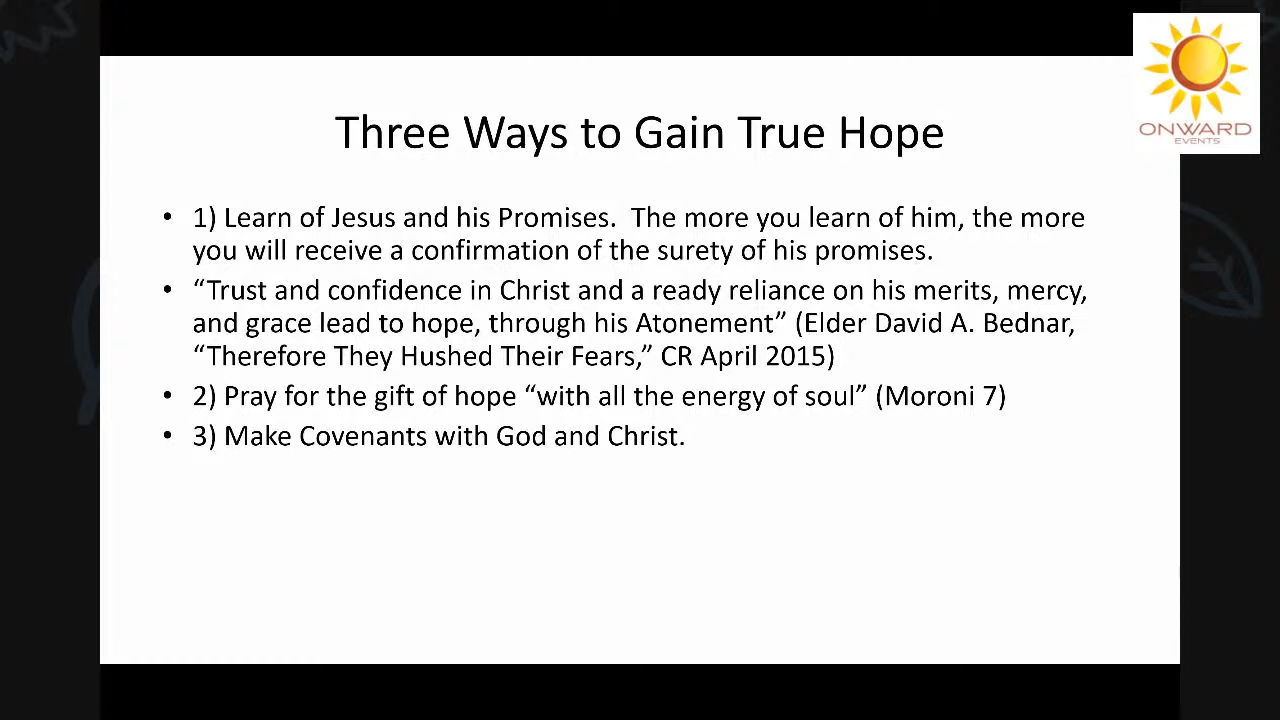 ONWARD
EVENTS
Three Ways to Gain True Hope
• 1) Learn of Jesus and his Promises.  The more you learn of him, the more
you will receive a confirmation of the surety of his promises.
• “Trust and confidence in Christ and a ready reliance on his merits, mercy,
and grace lead to hope, through his Atonement” (Elder David A. Bednar,
“Therefore They Hushed Their Fears,” CR April 2015)
• 2) Pray for the gift of hope “with all the energy of soul” (Moroni 7)
• 3) Make Covenants with God and Christ.